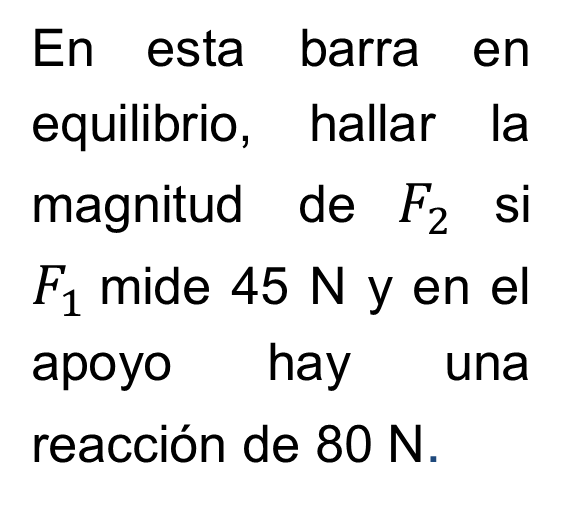 En esta barra en
equilibrio, hallar la
magnitud de F₂ si
F₁ mide 45 N y en el
apoyo hay una
reacción de 80 N.